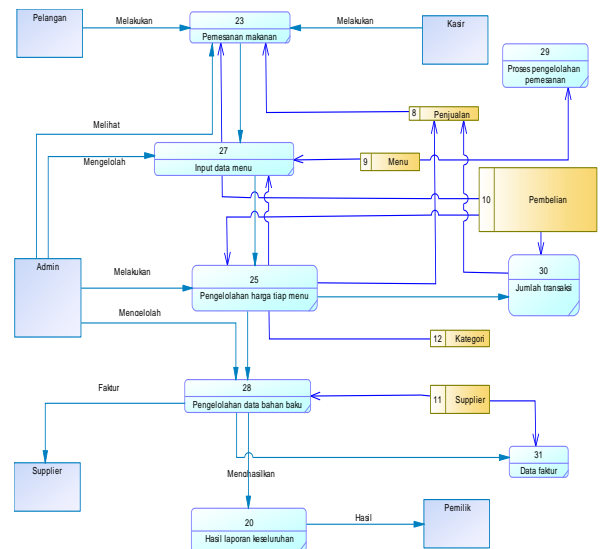 Pelangan
Melakukan
23
Pemesanan makanan
Melakukan
Kasir
29
Proses pengelolahan
pemesanan
8 Penjualan
Melihat
27
Input data menu
Mengelolah
9 Menu
10 Pembelian
Admin
Melakukan
25
Pengelolahan harga tiap menu
30
Jumlah transaksi
Mengelolah
12 Kategori
28
Pengelolahan data bahan baku
Faktur
11 Supplier
31
Data faktur
Supplier
Menghasilkan
20
Hasil laporan keseluruhan
Hasil
Pemilik